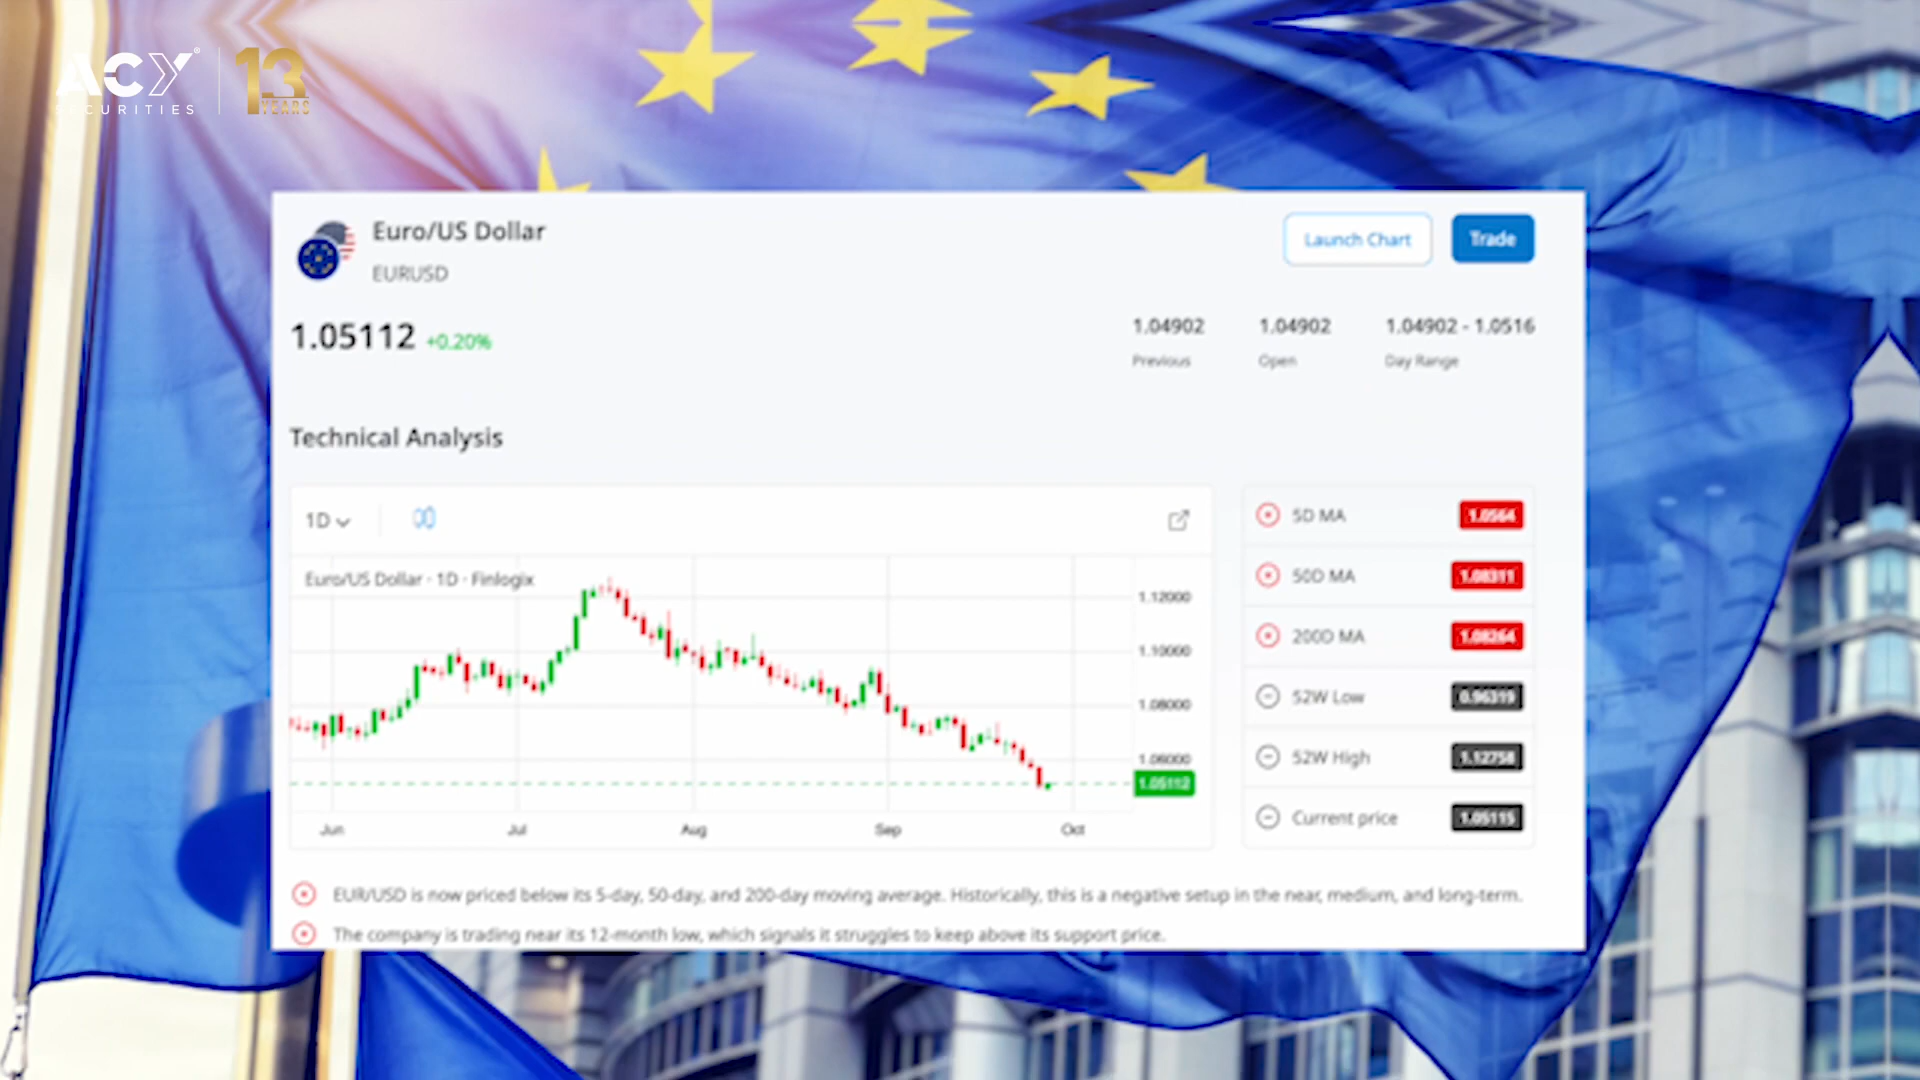 ACY®
SECURITIES
13
YEARS
Euro/US Dollar
EURUSD
Launch Chart
Trade
1.05112 +0.20%
1.04902
1.04902
1.04902 - 1.0516
Previous
Open
Day Range
Technical Analysis
1D
Euro/US Dollar · 1D · Finlogix
1.12000
1.10000
1.08000
1.06000
1.05112
Jun
Jul
Aug
Sep
Oct
5D MA
1.0564
50D MA
1.08311
200D MA
1.08264
52W Low
0.96319
52W High
1.12758
Current price
1.05115
EUR/USD is now priced below its 5-day, 50-day, and 200-day moving average. Historically, this is a negative setup in the near, medium, and long-term.
The company is trading near its 12-month low, which signals it struggles to keep above its support price.